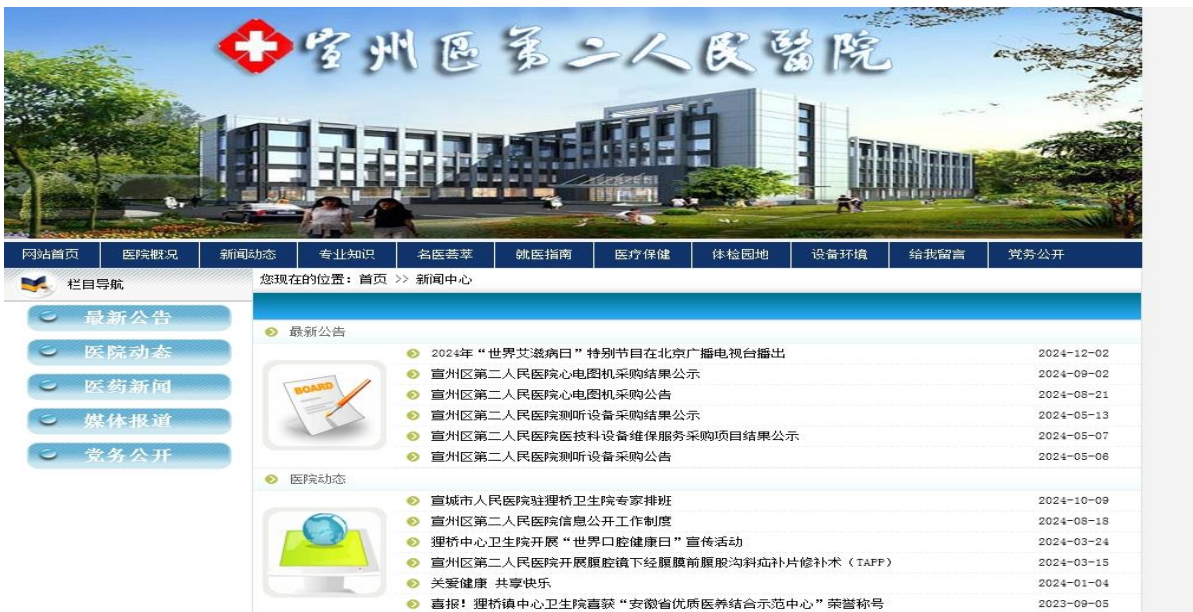 宣州區第二人民醫院
网站首页 医院概况 新闻动态 专业知识 名医荟萃 就医指南 医疗保健 体检园地 设备环境 给我留言 党务公开
栏目导航
您现在的位置：首页 >> 新闻中心
最新公告
医院动态
医药新闻
媒体报道
党务公开
最新公告
BOARD
2024年“世界艾滋病日”特别节目在北京广播电视台播出 2024-12-02
宣州区第二人民医院心电图机采购结果公示 2024-09-02
宣州区第二人民医院心电图机采购公告 2024-08-21
宣州区第二人民医院测听设备采购结果公示 2024-05-13
宣州区第二人民医院医技科设备维保服务采购项目结果公示 2024-05-07
宣州区第二人民医院测听设备采购公告 2024-05-06
医院动态
宣城市人民医院驻狸桥卫生院专家排班 2024-10-09
宣州区第二人民医院信息公开工作制度 2024-08-18
狸桥中心卫生院开展“世界口腔健康日”宣传活动 2024-03-24
宣州区第二人民医院开展腹腔镜下经腹膜前腹股沟斜疝补片修补术（TAPP） 2024-03-15
关爱健康 共享快乐 2024-01-04
喜报！狸桥镇中心卫生院喜获“安徽省优质医养结合示范中心”荣誉称号 2023-09-05